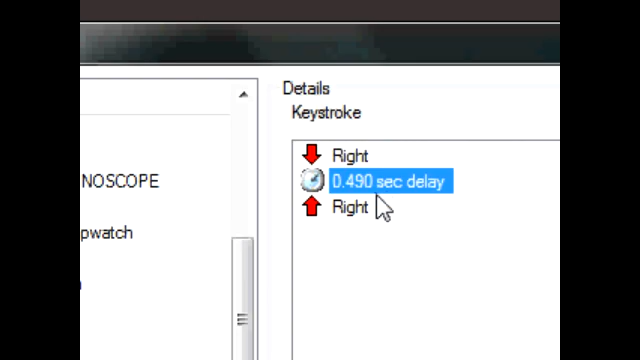 Details
Keystroke
Right
NOSCOPE
0.490 sec delay
Right
pwatch